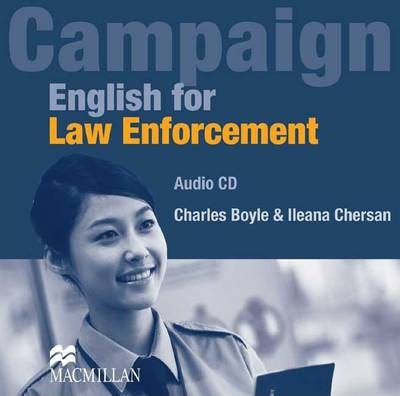 Campaign
English for
Law Enforcement
Audio CD
Charles Boyle & Ileana Chersan
MACMILLAN